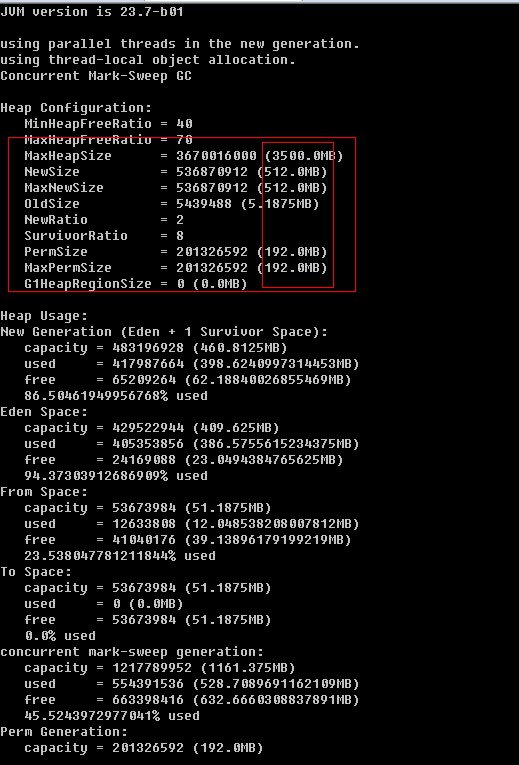 JVM version is 23.7-b01
using parallel threads in the new generation.
using thread-local object allocation.
Concurrent Mark-Sweep GC
Heap Configuration:
MinHeapFreeRatio = 40
MaxHeapFreeRatio = 70
MaxHeapSize = 3670016000 (3500.0MB)
NewSize = 536870912 (512.0MB)
MaxNewSize = 536870912 (512.0MB)
OldSize = 5439488 (5.1875MB)
NewRatio = 2
SurvivorRatio = 8
PermSize = 201326592 (192.0MB)
MaxPermSize = 201326592 (192.0MB)
G1HeapRegionSize = 0 (0.0MB)
Heap Usage:
New Generation (Eden + 1 Survivor Space):
capacity = 483196928 (460.8125MB)
used = 417987664 (398.6240997314453MB)
free = 65209264 (62.18840026855469MB)
86.50461949956768% used
Eden Space:
capacity = 429522944 (409.625MB)
used = 405353856 (386.5755615234375MB)
free = 24169088 (23.0494384765625MB)
94.37303912686909% used
From Space:
capacity = 53673984 (51.1875MB)
used = 12633808 (12.048538208007812MB)
free = 41040176 (39.13896179199219MB)
23.538047781211844% used
To Space:
capacity = 53673984 (51.1875MB)
used = 0 (0.0MB)
free = 53673984 (51.1875MB)
0.0% used
concurrent mark-sweep generation:
capacity = 1217789952 (1161.375MB)
used = 554391536 (528.7089691162109MB)
free = 663398416 (632.6660308837891MB)
45.5243972977041% used
Perm Generation:
capacity = 201326592 (192.0MB)